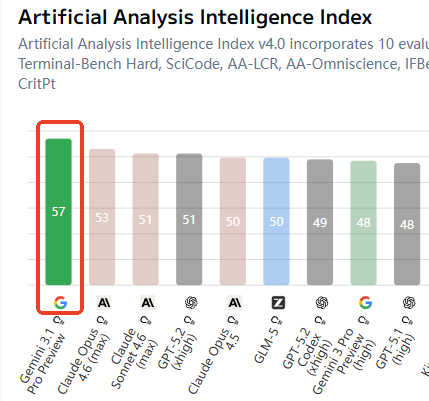 Artificial Analysis Intelligence Index
Artificial Analysis Intelligence Index v4.0 incorporates 10 evalu
Terminal-Bench Hard, SciCode, AA-LCR, AA-Omniscience, IFBe
CritPt
57
53
51
51
50
50
49
48
48
Gemini 3.1
Pro Preview
Claude Opus
4.6 (max)
Claude
Sonnet 4.6
(max)
GPT-5.2
(xhigh)
Claude Opus
4.5
GLM-5
GPT-5.2
Codex
(xhigh)
Gemini 3 Pro
Preview
(high)
GPT-5.1
(high)